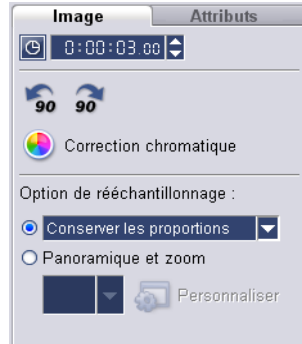 Image Attributs
0:00:03.00
90 90
Correction chromatique
Option de rééchantillonnage :
Conserver les proportions
Panoramique et zoom
Personnaliser